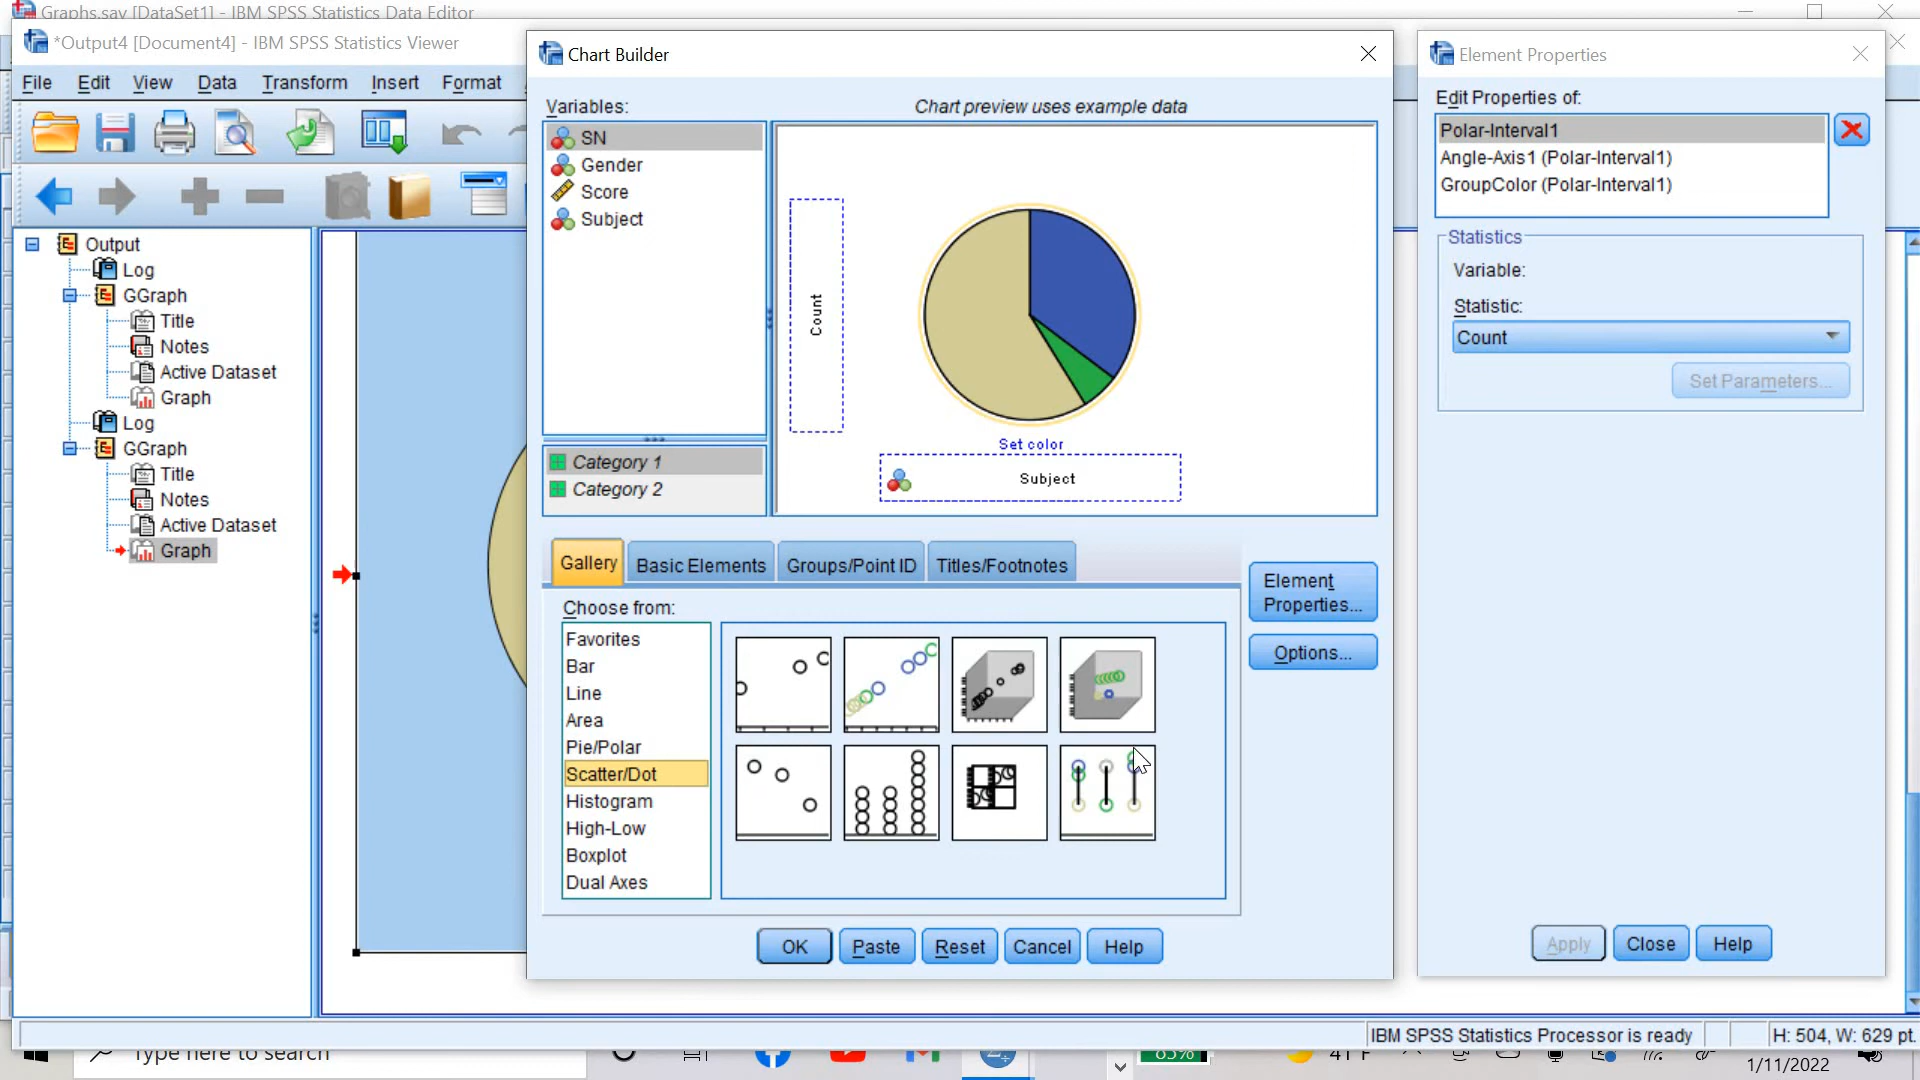 Graphs.sav [DataSet1] - IBM SPSS Statistics Data Editor
*Output4 [Document4] - IBM SPSS Statistics Viewer
File Edit View Data Transform Insert Format
Output
Log
GGraph
Title
Notes
Active Dataset
Graph
Log
GGraph
Title
Notes
Active Dataset
Graph
Chart Builder
Variables:
Chart preview uses example data
SN
Gender
Score
Subject
Category 1
Category 2
Count
Set color
Subject
Gallery Basic Elements Groups/Point ID Titles/Footnotes
Choose from:
Favorites
Bar
Line
Area
Pie/Polar
Scatter/Dot
Histogram
High-Low
Boxplot
Dual Axes
Element
Properties...
Options...
OK Paste Reset Cancel Help
Element Properties
Edit Properties of:
Polar-Interval1
Angle-Axis1 (Polar-Interval1)
GroupColor (Polar-Interval1)
Statistics
Variable:
Statistic:
Count
Set Parameters...
Apply Close Help
IBM SPSS Statistics Processor is ready H: 504, W: 629 pt.
Type here to search
65%
41°F
1/11/2022